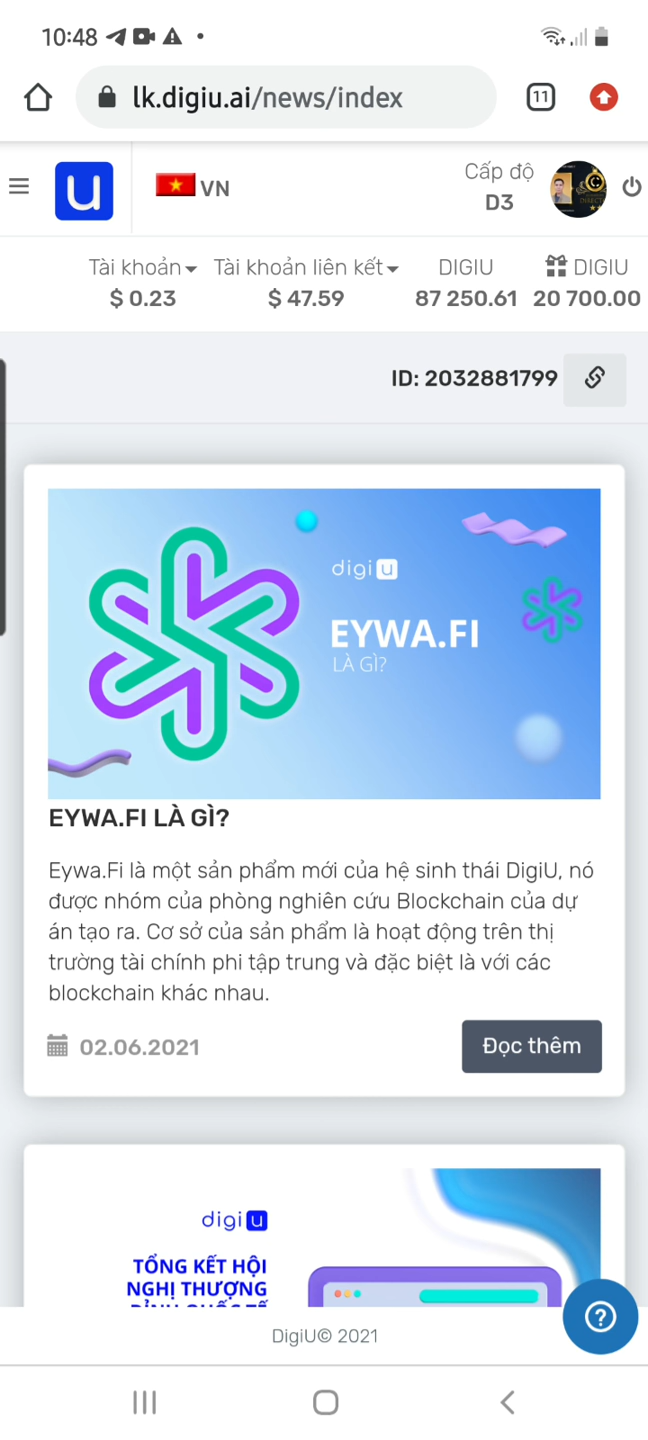 10:48
lk.digiu.ai/news/index
11
u
VN
Cấp độ
D3
Tài khoản
$ 0.23
Tài khoản liên kết
$ 47.59
DIGIU
87 250.61
DIGIU
20 700.00
ID: 2032881799
digi u
EYWA.FI
LÀ GÌ?
EYWA.FI LÀ GÌ?
Eywa.Fi là một sản phẩm mới của hệ sinh thái DigiU, nó
được nhóm của phòng nghiên cứu Blockchain của dự
án tạo ra. Cơ sở của sản phẩm là hoạt động trên thị
trường tài chính phi tập trung và đặc biệt là với các
blockchain khác nhau.
02.06.2021
Đọc thêm
digi u
TỔNG KẾT HỘI
NGHỊ THƯỢNG
ĐỈNH QUỐC TẾ
DigiU© 2021